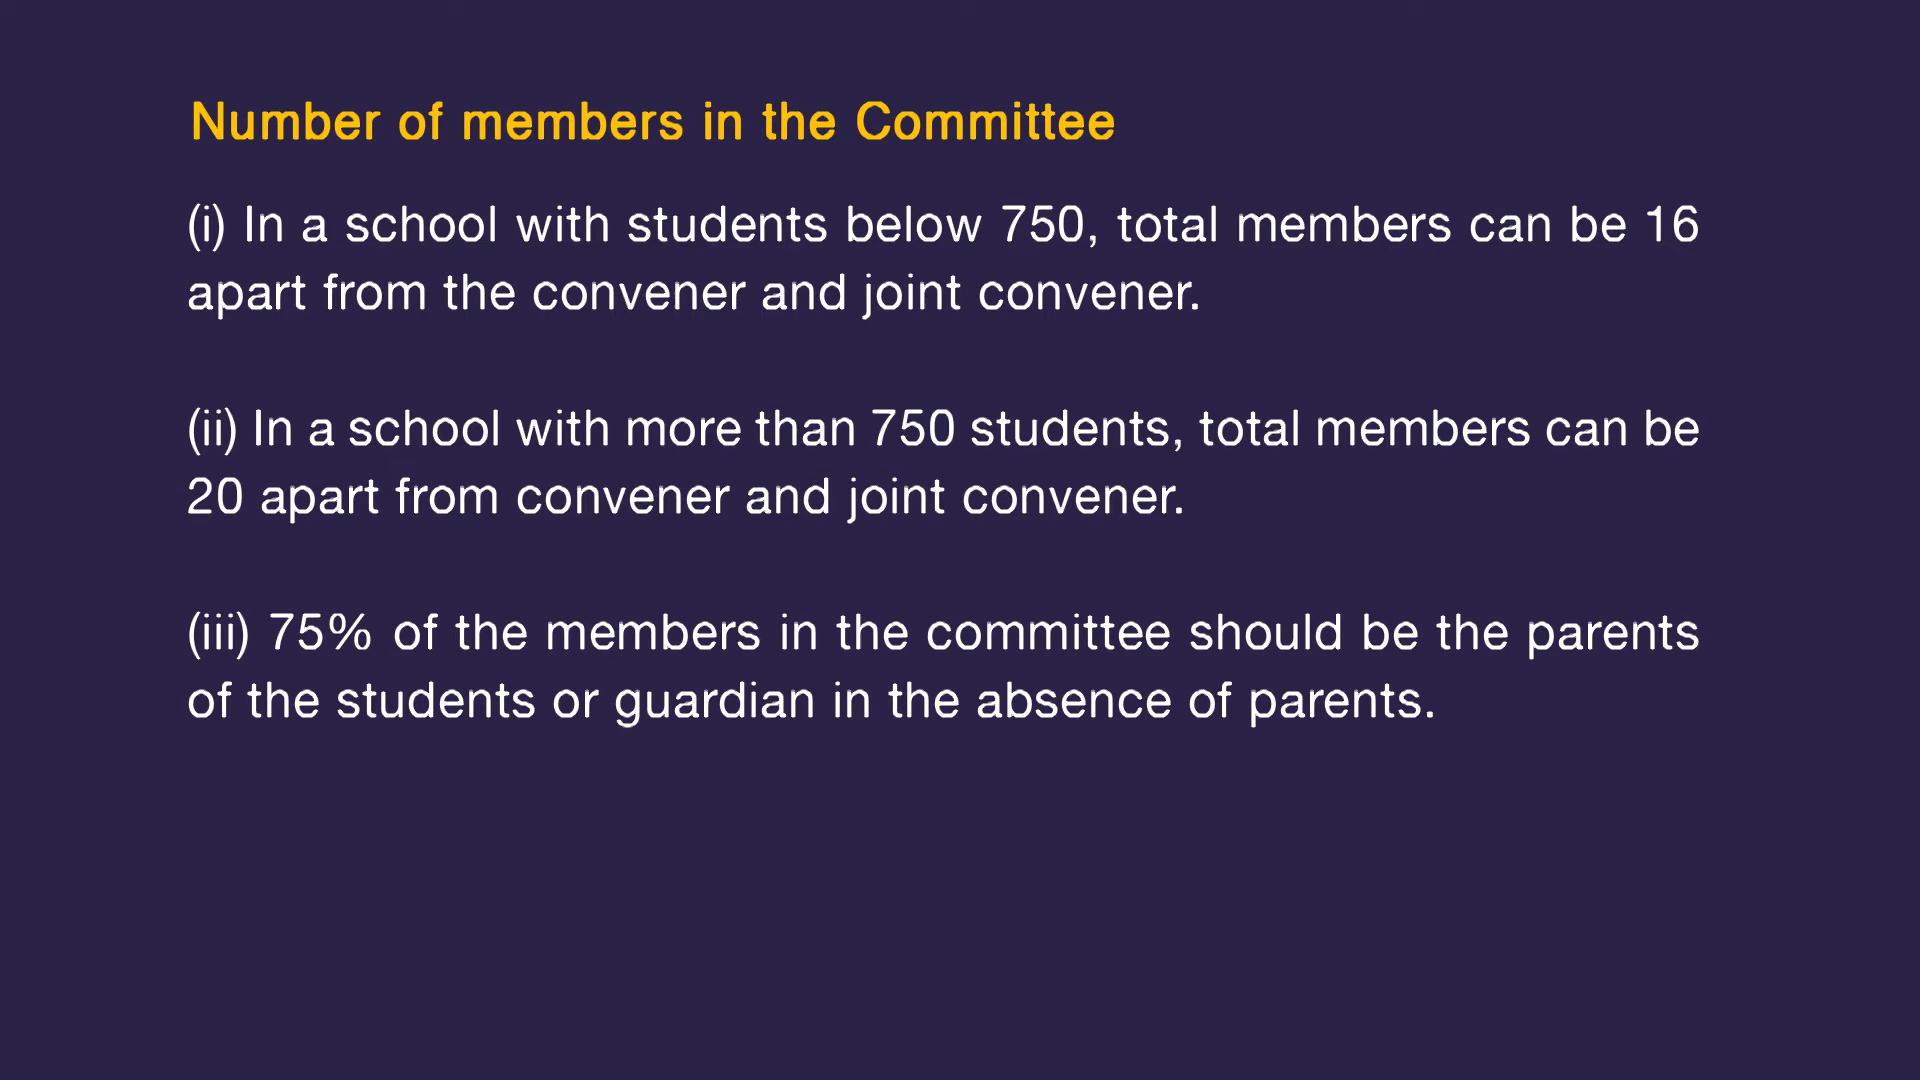 Number of members in the Committee
(i) In a school with students below 750, total members can be 16
apart from the convener and joint convener.
(ii) In a school with more than 750 students, total members can be
20 apart from convener and joint convener.
(iii) 75% of the members in the committee should be the parents
of the students or guardian in the absence of parents.